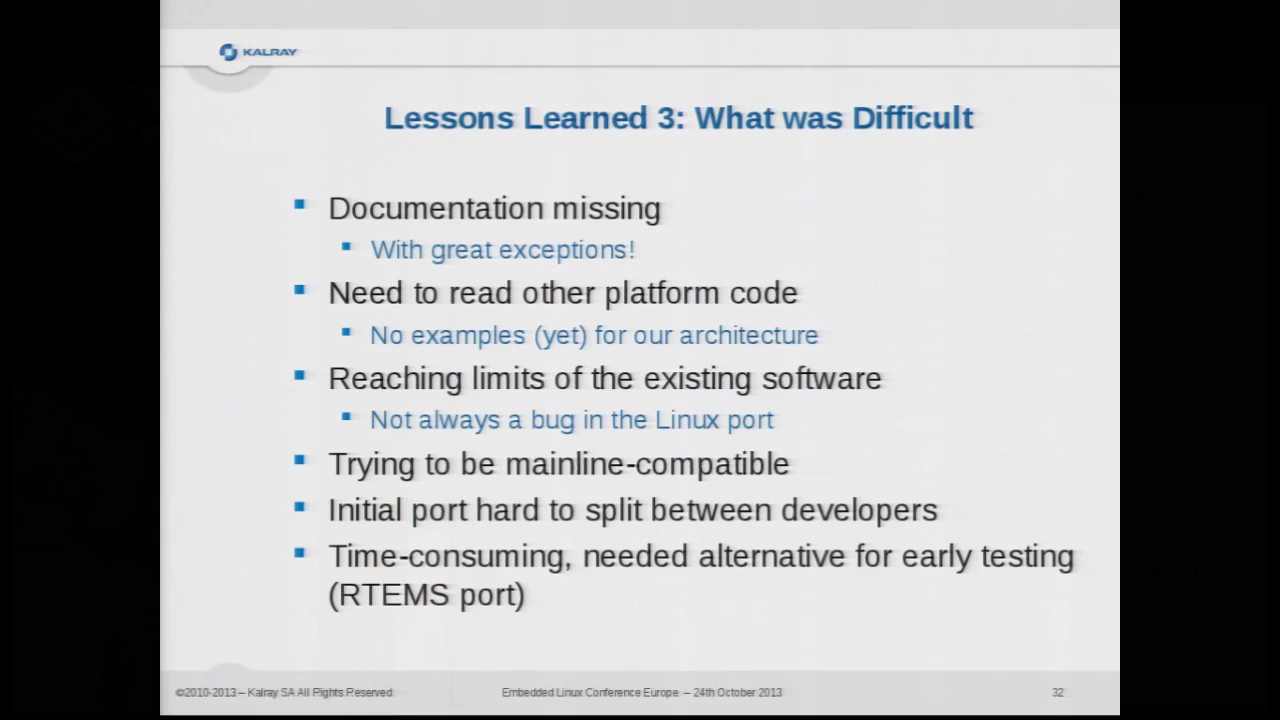 KALRAY
Lessons Learned 3: What was Difficult
Documentation missing
With great exceptions!
Need to read other platform code
No examples (yet) for our architecture
Reaching limits of the existing software
Not always a bug in the Linux port
Trying to be mainline-compatible
Initial port hard to split between developers
Time-consuming, needed alternative for early testing
(RTEMS port)
©2010-2013 – Kalray SA All Rights Reserved
Embedded Linux Conference Europe – 24th October 2013
32